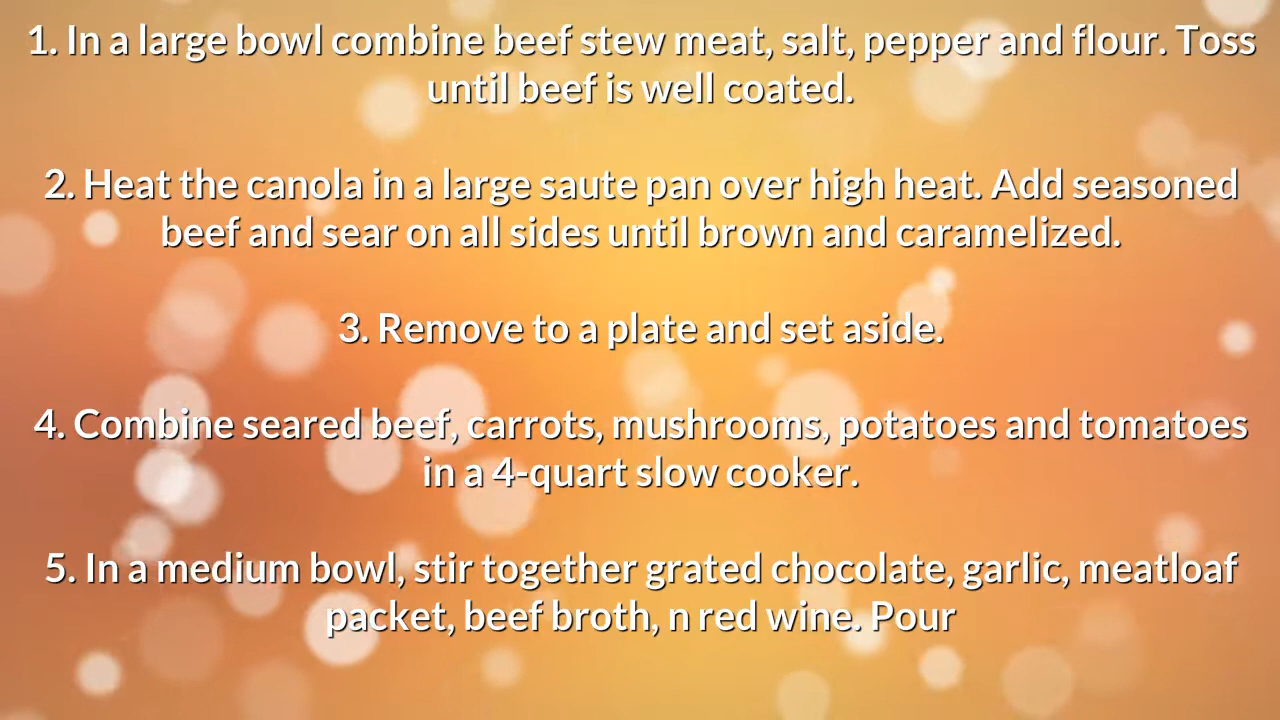 1. In a large bowl combine beef stew meat, salt, pepper and flour. Toss
until beef is well coated.
2. Heat the canola in a large saute pan over high heat. Add seasoned
beef and sear on all sides until brown and caramelized.
3. Remove to a plate and set aside.
4. Combine seared beef, carrots, mushrooms, potatoes and tomatoes
in a 4-quart slow cooker.
5. In a medium bowl, stir together grated chocolate, garlic, meatloaf
packet, beef broth, n red wine. Pour